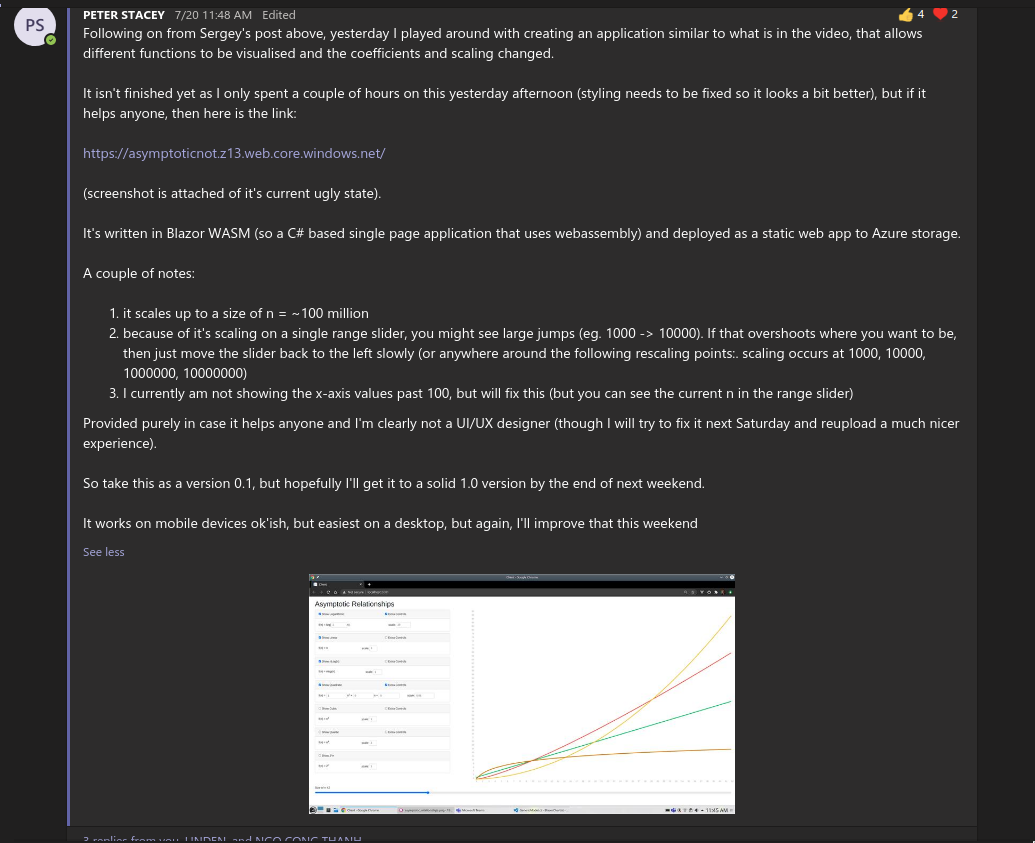 PS
PETER STACEY 7/20 11:48 AM Edited
4 2
Following on from Sergey's post above, yesterday I played around with creating an application similar to what is in the video, that allows
different functions to be visualised and the coefficients and scaling changed.
It isn't finished yet as I only spent a couple of hours on this yesterday afternoon (styling needs to be fixed so it looks a bit better), but if it
helps anyone, then here is the link:
https://asymptoticnot.z13.web.core.windows.net/
(screenshot is attached of it's current ugly state).
It's written in Blazor WASM (so a C# based single page application that uses webassembly) and deployed as a static web app to Azure storage.
A couple of notes:
1. it scales up to a size of n = ~100 million
2. because of it's scaling on a single range slider, you might see large jumps (eg. 1000 -> 10000). If that overshoots where you want to be,
then just move the slider back to the left slowly (or anywhere around the following rescaling points:. scaling occurs at 1000, 10000,
1000000, 10000000)
3. I currently am not showing the x-axis values past 100, but will fix this (but you can see the current n in the range slider)
Provided purely in case it helps anyone and I'm clearly not a UI/UX designer (though I will try to fix it next Saturday and reupload a much nicer
experience).
So take this as a version 0.1, but hopefully I'll get it to a solid 1.0 version by the end of next weekend.
It works on mobile devices ok'ish, but easiest on a desktop, but again, I'll improve that this weekend
See less
Asymptotic Relationships
11:45 AM
3 replies from you, LINDEN, and NGO CONG THANH